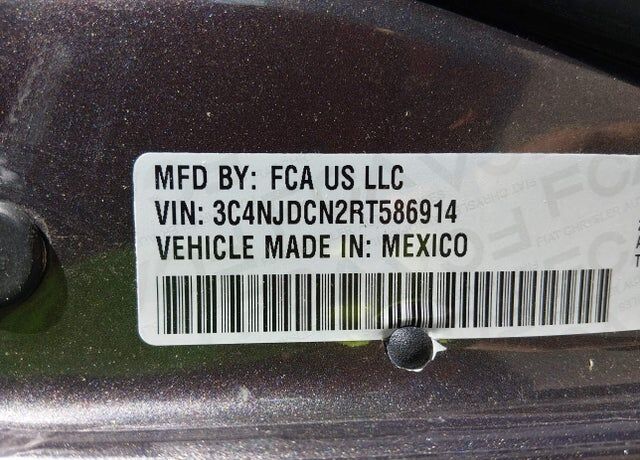 MFD BY: FCA US LLC
VIN: 3C4NJDCN2RT586914
VEHICLE MADE IN: MEXICO